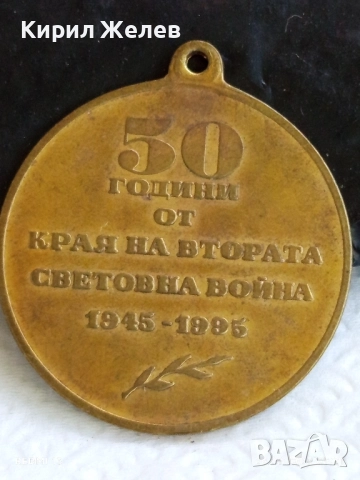 Кирил Желев
50
ГОДИНИ
ОТ
КРАЯ НА ВТОРАТА
СВЕТОВНА ВОЙНА
1945-1995
BAZAR